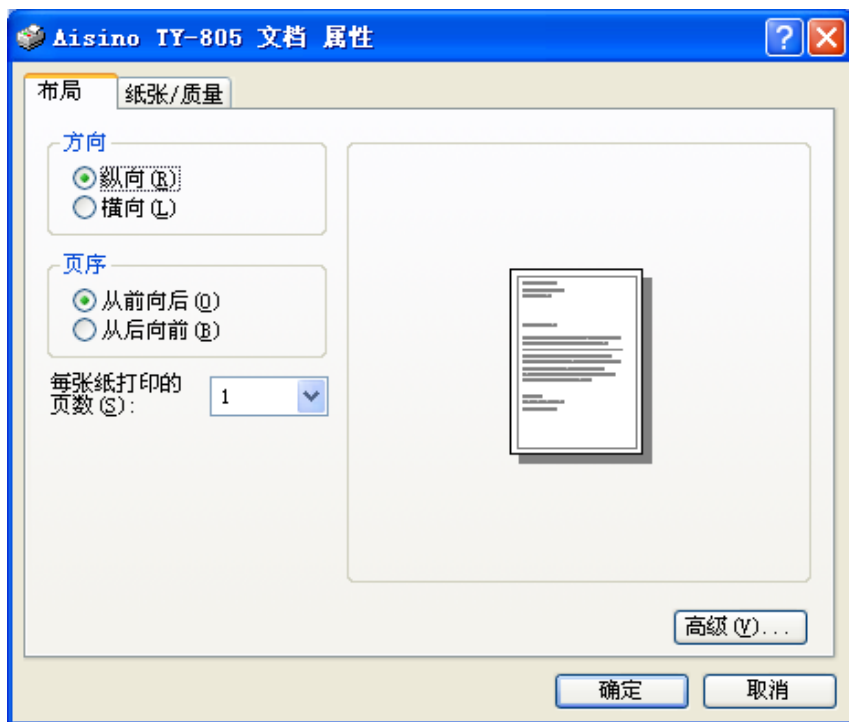 Aisino TY-805 文档 属性
布局
纸张/质量
方向
纵向(R)
横向(L)
页序
从前向后(O)
从后向前(B)
每张纸打印的
页数(S):
1
高级(V)...
确定
取消